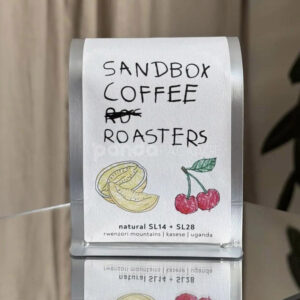 SANDBOX
COFFEE
RO
ROASTERS
natural SL14 + SL28
rwenzori mountains | kasese | uganda